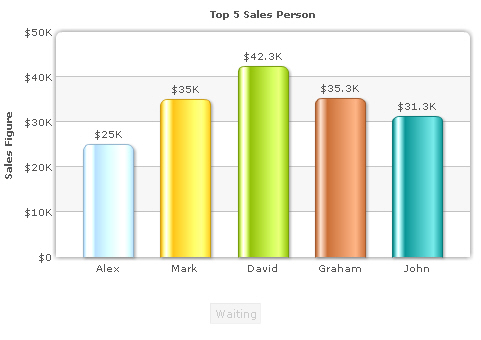 Top 5 Sales Person
Sales Figure
$50K
$40K
$30K
$20K
$10K
$0
$25K
$35K
$42.3K
$35.3K
$31.3K
Alex
Mark
David
Graham
John
Waiting